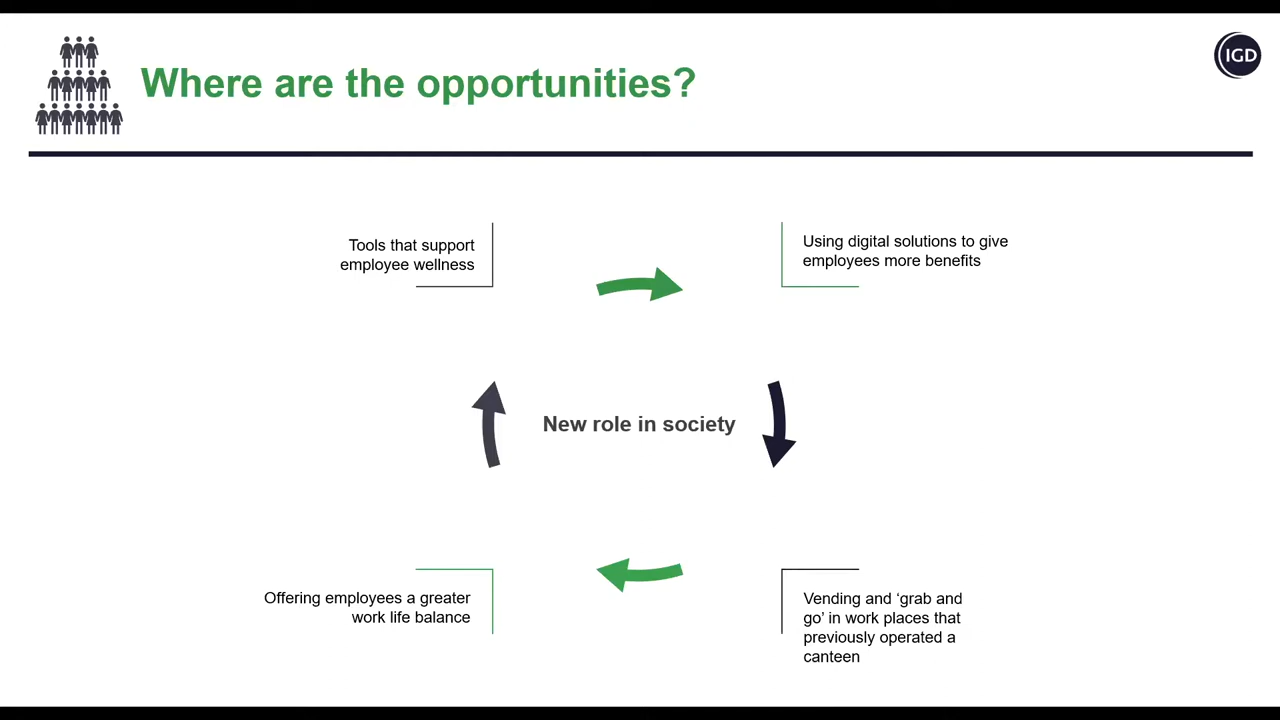 Where are the opportunities?
IGD
Tools that support
employee wellness
Using digital solutions to give
employees more benefits
New role in society
Offering employees a greater
work life balance
Vending and ‘grab and
go’ in work places that
previously operated a
canteen